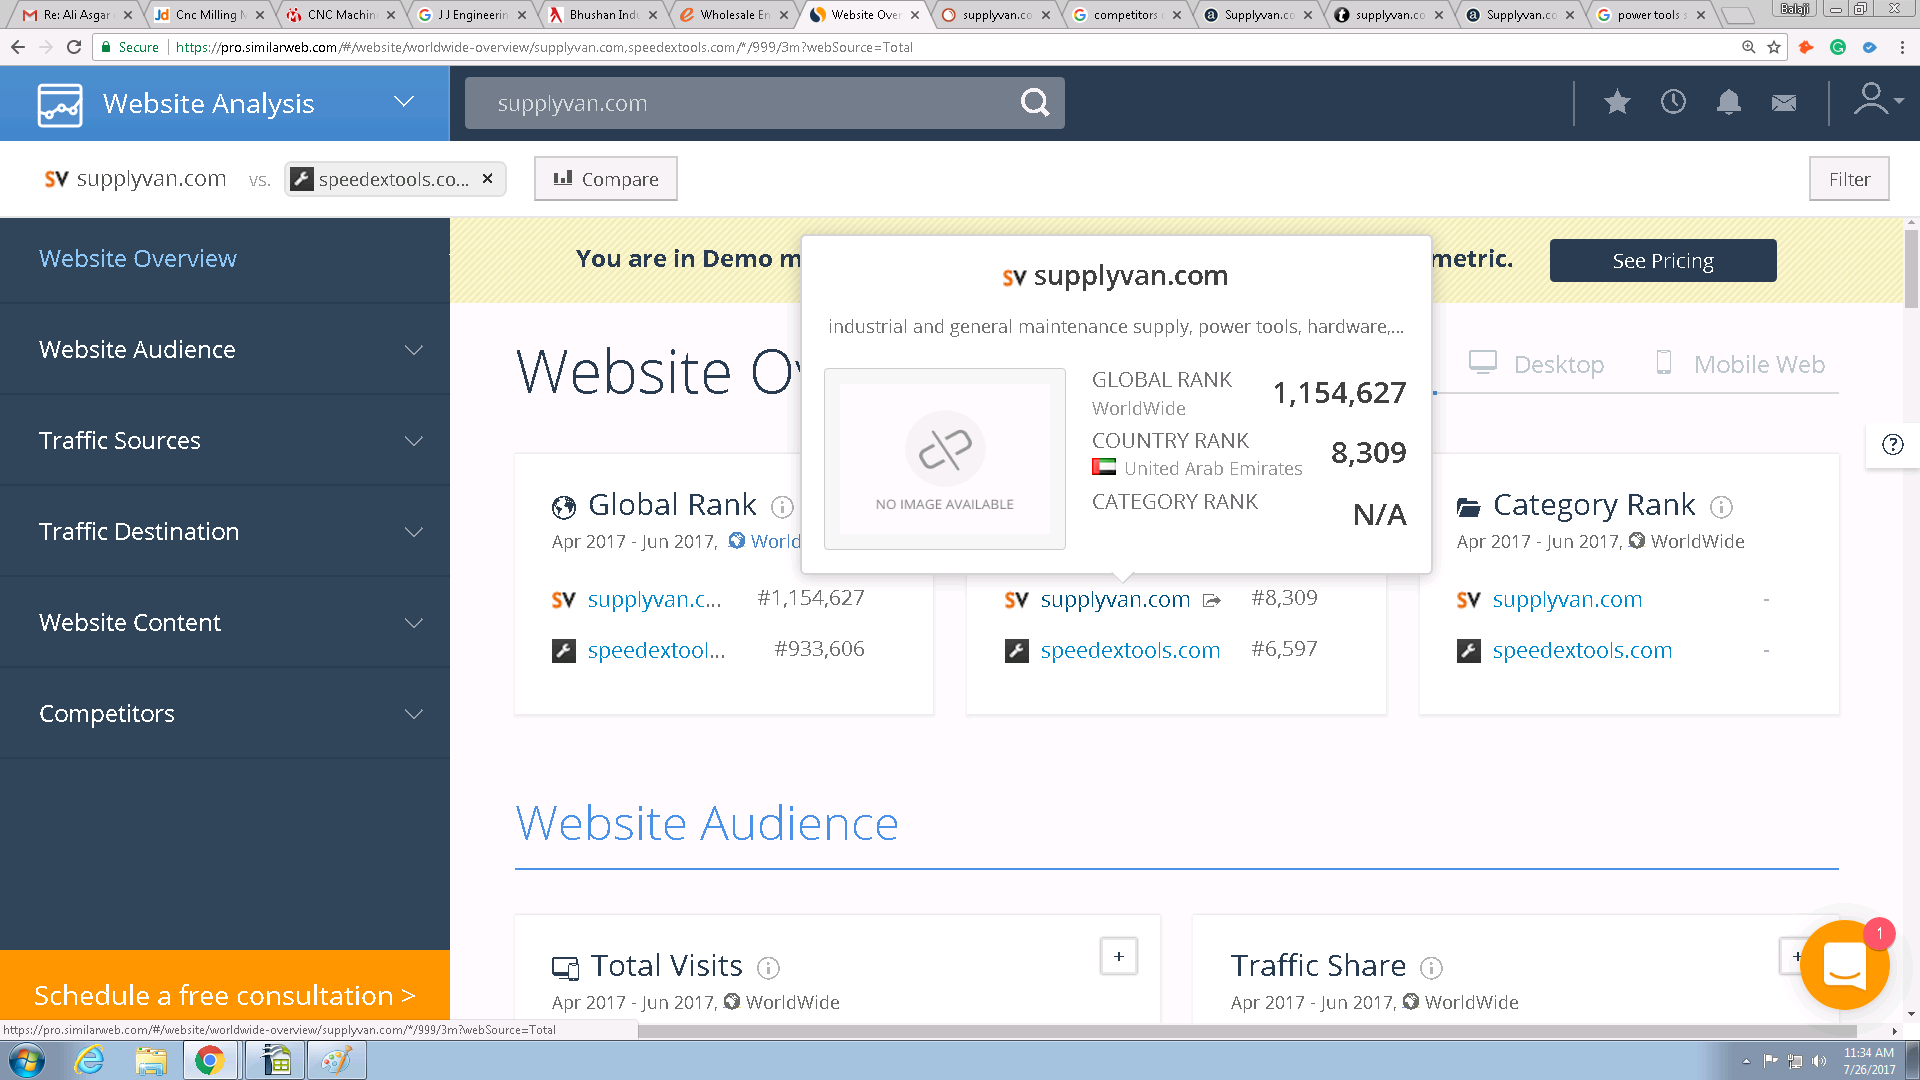 Re: Ali Asgar
Cnc Milling M
CNC Machin
J J Engineerin
Bhushan Indu
Wholesale En
Website Over
supplyvan.co
competitors
Supplyvan.co
supplyvan.co
Supplyvan.co
power tools s
Balaji
Secure
https://pro.similarweb.com/#/website/worldwide-overview/supplyvan.com,speedextools.com/*/999/3m?webSource=Total
Website Analysis
supplyvan.com
SV supplyvan.com
vs.
speedextools.co...
Compare
Filter
Website Overview
Website Audience
Traffic Sources
Traffic Destination
Website Content
Competitors
Schedule a free consultation >
You are in Demo m
metric.
See Pricing
Website Ov
Desktop
Mobile Web
SV supplyvan.com
industrial and general maintenance supply, power tools, hardware,...
NO IMAGE AVAILABLE
GLOBAL RANK
WorldWide
1,154,627
COUNTRY RANK
United Arab Emirates
8,309
CATEGORY RANK
N/A
Global Rank
Apr 2017 - Jun 2017, World
SV supplyvan.c... #1,154,627
speedextool... #933,606
SV supplyvan.com #8,309
speedextools.com #6,597
Category Rank
Apr 2017 - Jun 2017, WorldWide
SV supplyvan.com -
speedextools.com -
Website Audience
Total Visits
Apr 2017 - Jun 2017, WorldWide
Traffic Share
Apr 2017 - Jun 2017, WorldWide
1
https://pro.similarweb.com/#/website/worldwide-overview/supplyvan.com/*/999/3m?webSource=Total
11:34 AM
7/26/2017